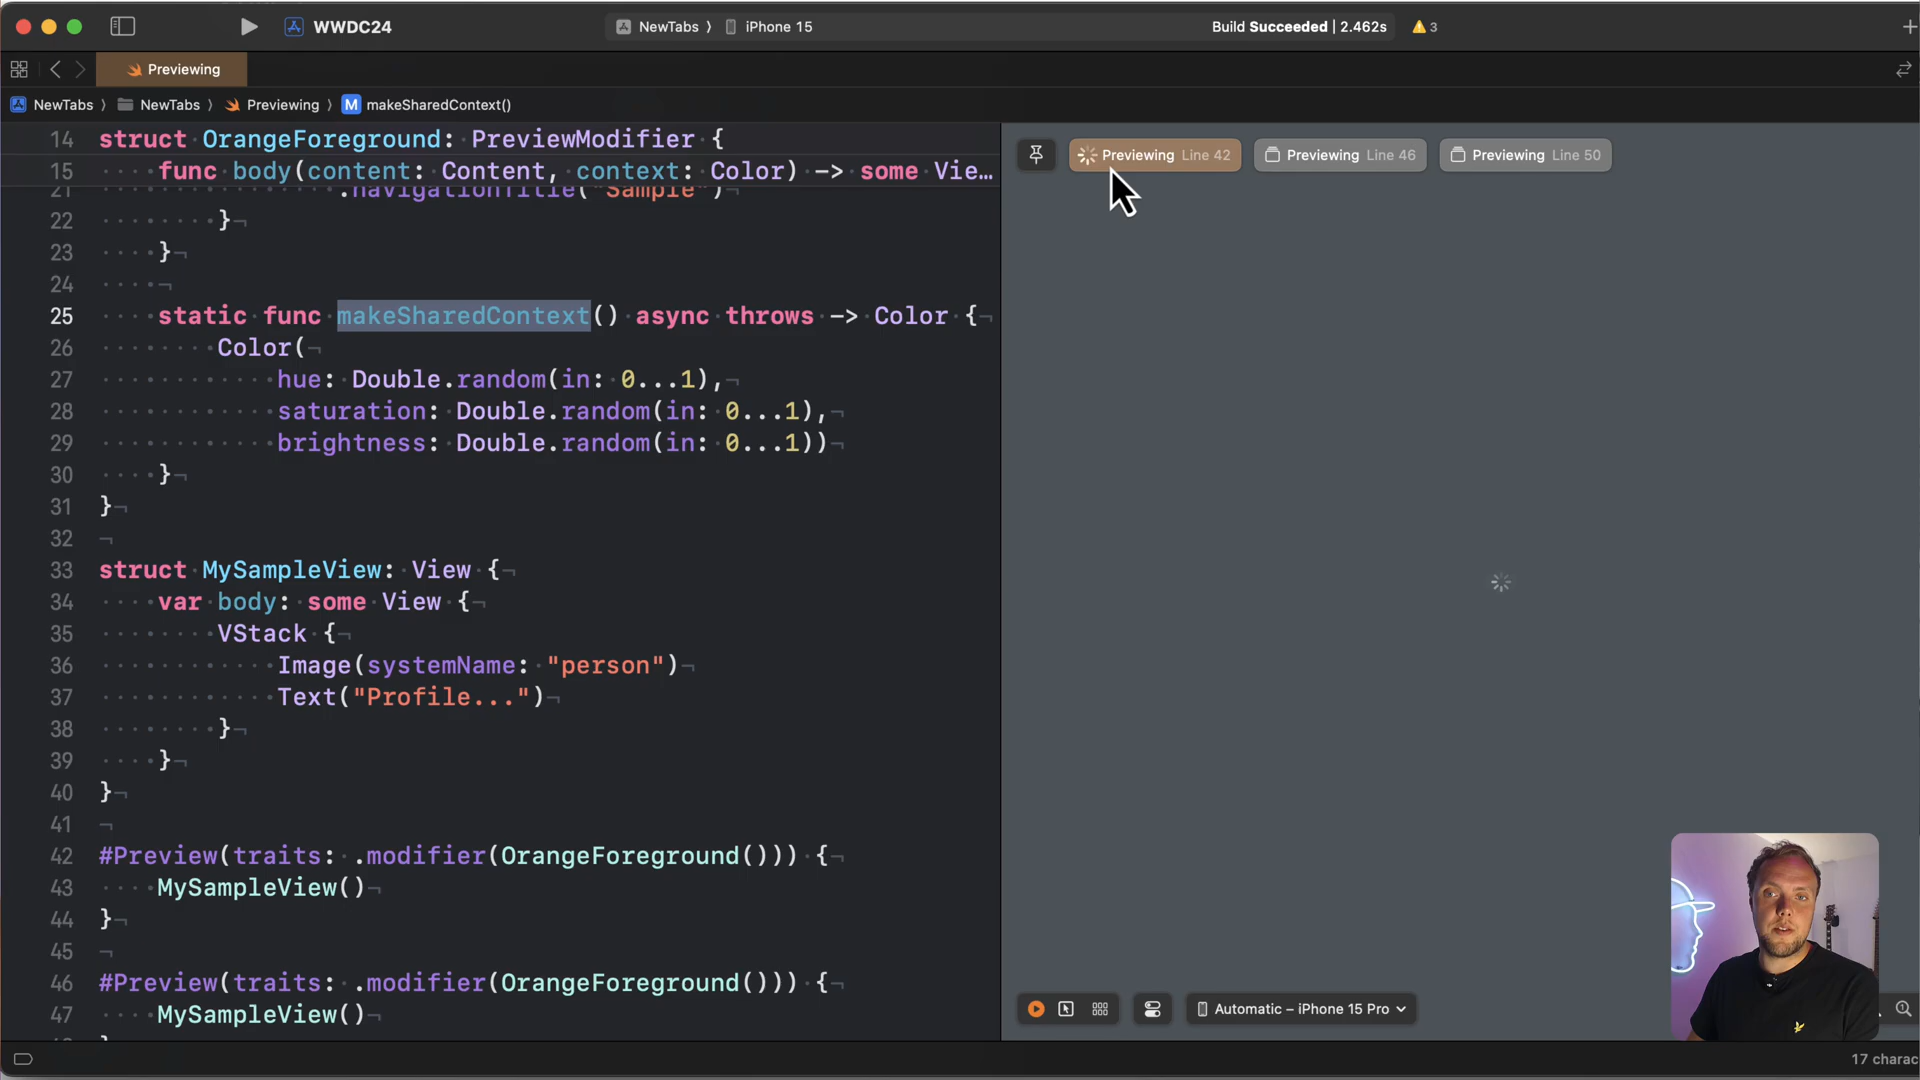 WWDC24
NewTabs 〉 iPhone 15
Build Succeeded | 2.462s
3
Previewing
NewTabs 〉 NewTabs 〉 Previewing 〉 M makeSharedContext()
14 struct OrangeForeground: PreviewModifier {
15 func body(content: Content, context: Color) -> some Vie…
21 .navigationTitle("Sample")
22 }
23 }
24
25 static func makeSharedContext() async throws -> Color {
26 Color(
27 hue: Double.random(in: 0...1),
28 saturation: Double.random(in: 0...1),
29 brightness: Double.random(in: 0...1))
30 }
31 }
32
33 struct MySampleView: View {
34 var body: some View {
35 VStack {
36 Image(systemName: "person")
37 Text("Profile...")
38 }
39 }
40 }
41
42 #Preview(traits: .modifier(OrangeForeground())) {
43 MySampleView()
44 }
45
46 #Preview(traits: .modifier(OrangeForeground())) {
47 MySampleView()
Previewing Line 42
Previewing Line 46
Previewing Line 50
Automatic – iPhone 15 Pro
17 charac